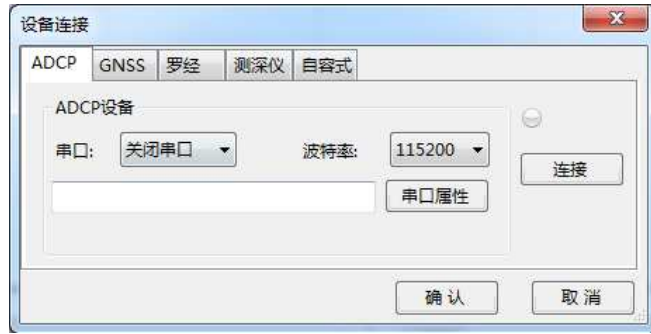 设备连接
ADCP GNSS 罗经 测深仪 自容式
ADCP设备
串口: 关闭串口 波特率: 115200
连接
串口属性
确认 取消